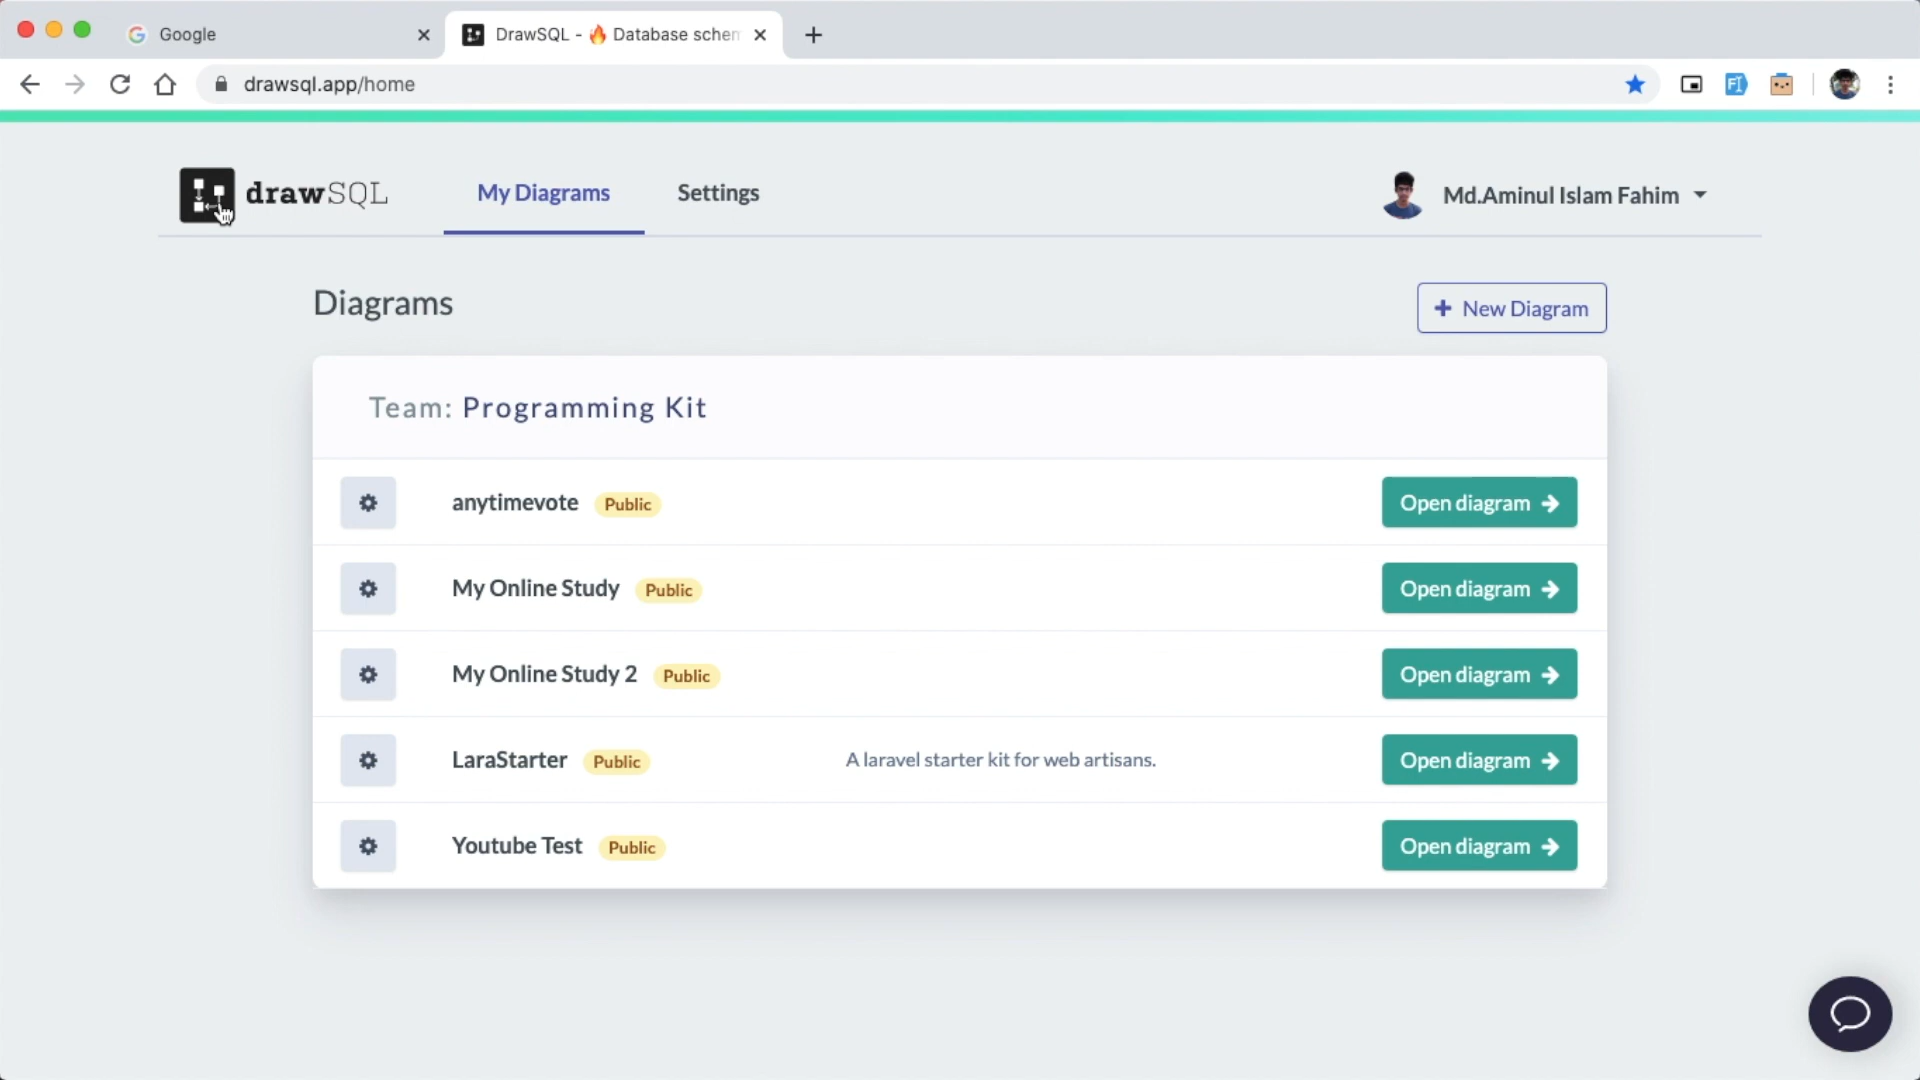 Google
DrawSQL - 🔥 Database schem
drawsql.app/home
drawSQL
My Diagrams
Settings
Md.Aminul Islam Fahim
Diagrams
+ New Diagram
Team: Programming Kit
anytimevote Public Open diagram
My Online Study Public Open diagram
My Online Study 2 Public Open diagram
LaraStarter Public A laravel starter kit for web artisans. Open diagram
Youtube Test Public Open diagram